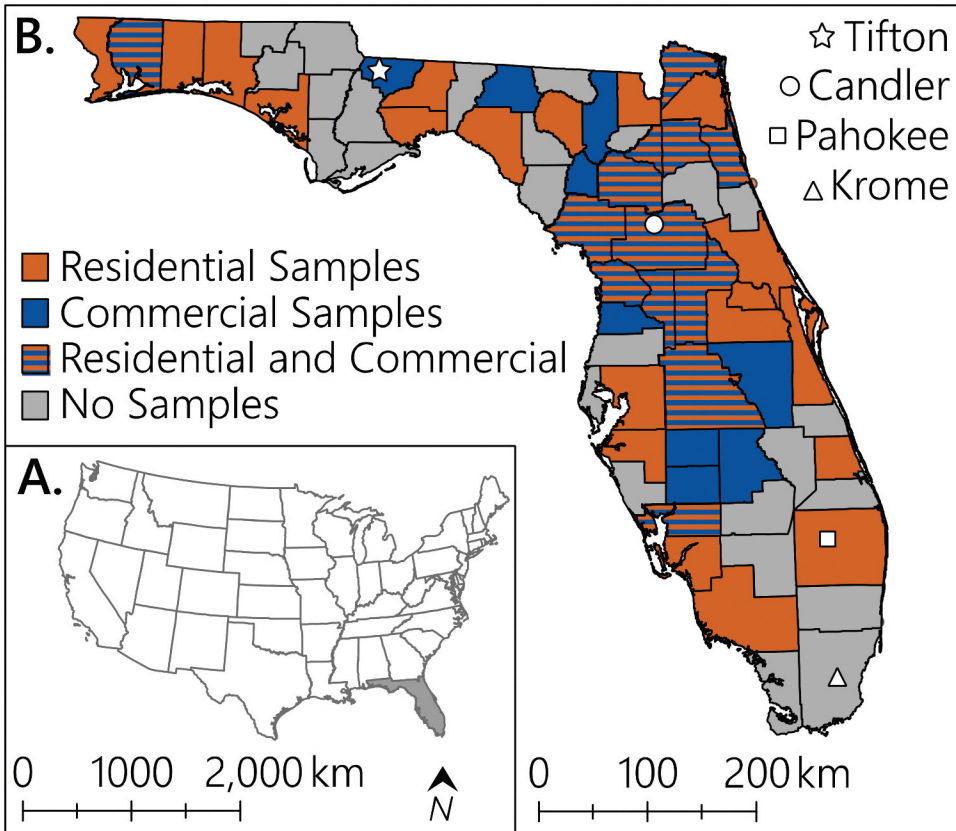 B.
Tifton
Candler
Pahokee
Krome
Residential Samples
Commercial Samples
Residential and Commercial
No Samples
A.
0 1000 2,000 km
N
0 100 200 km